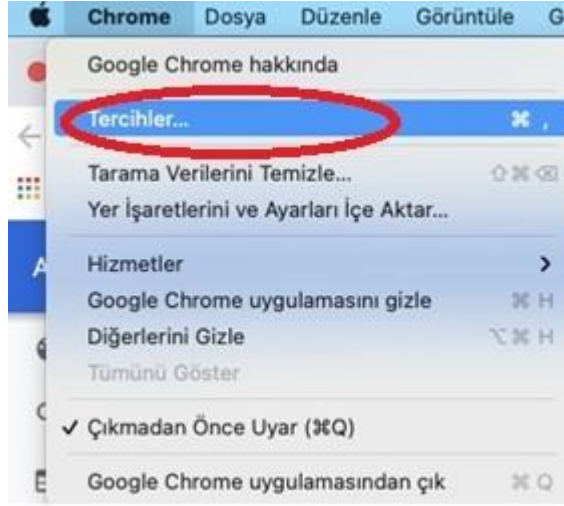 Chrome Dosya Düzenle Görüntüle G
Google Chrome hakkında
Tercihler... ⌘ ,
Tarama Verilerini Temizle... ⇧⌘⌫
Yer İşaretlerini ve Ayarları İçe Aktar...
Hizmetler
Google Chrome uygulamasını gizle ⌘ H
Diğerlerini Gizle ⌥⌘ H
Tümünü Göster
✓ Çıkmadan Önce Uyar (⌘Q)
Google Chrome uygulamasından çık ⌘ Q